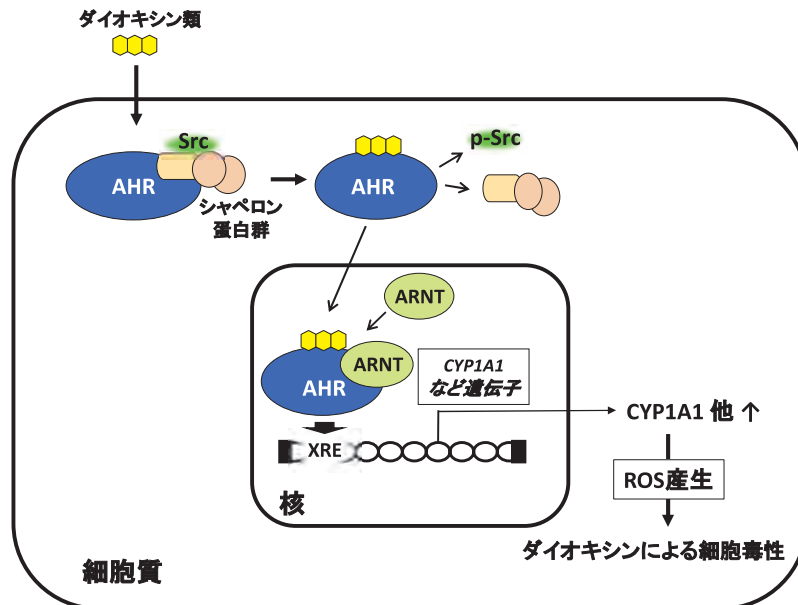 ダイオキシン類
Src
AHR
シャペロン
蛋白群
AHR
p-Src
ARNT
ARNT
AHR
CYP1A1
など遺伝子
XRE
核
CYP1A1 他 ↑
ROS産生
ダイオキシンによる細胞毒性
細胞質